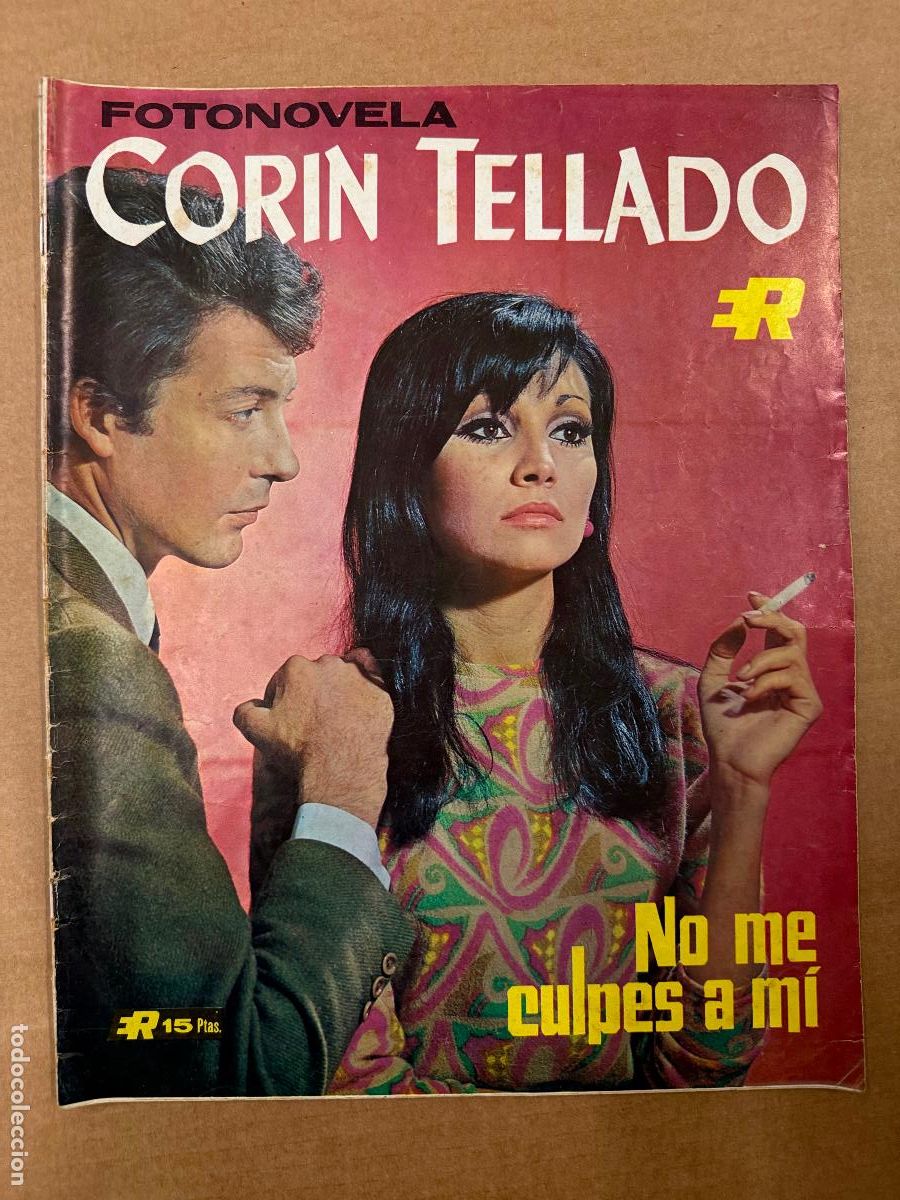 FOTONOVELA
CORIN TELLADO
ER
No me
culpes a mí
ER 15 Ptas.
todocoleccion